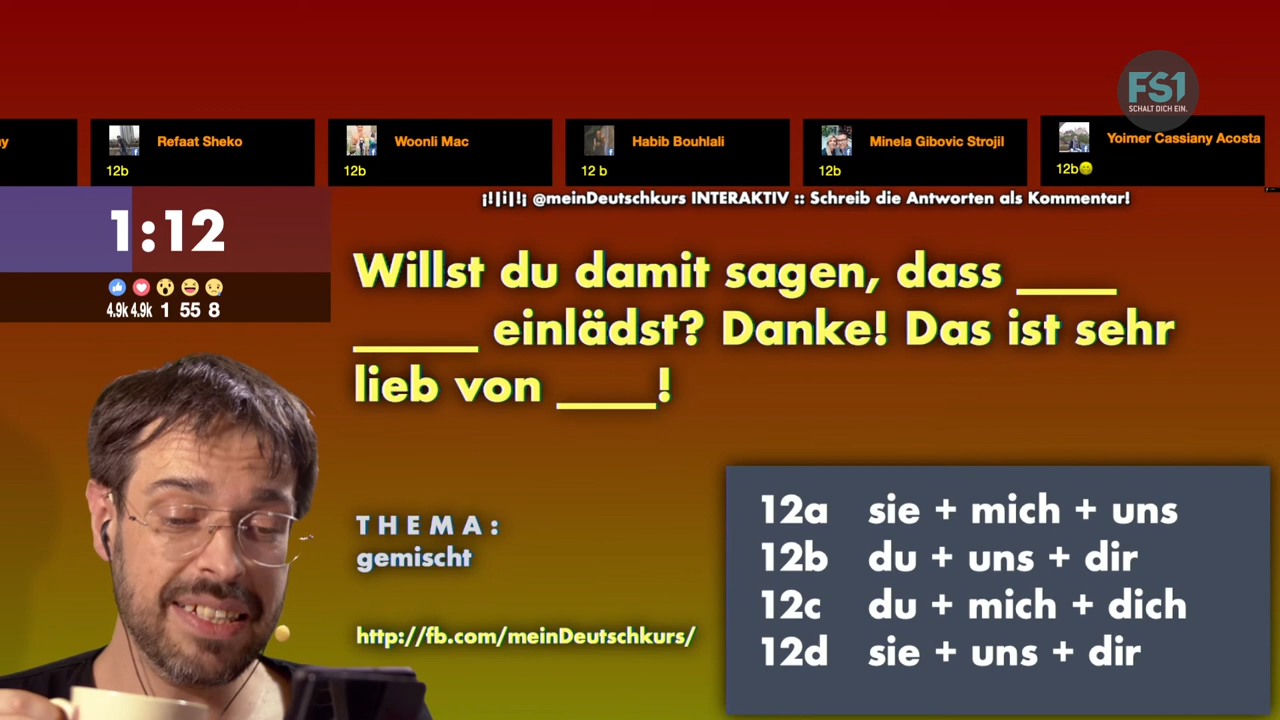 FS1
SCHALT DICH EIN.
y
Refaat Sheko
12b
Woonli Mac
12b
Habib Bouhlali
12 b
Minela Gibovic Strojil
12b
Yoimer Cassiany Acosta
12b
¡!|i|!¡ @meinDeutschkurs INTERAKTIV :: Schreib die Antworten als Kommentar!
1:12
4.9k 4.9k 1 55 8
Willst du damit sagen, dass ____
_____ einlädst? Danke! Das ist sehr
lieb von ____!
THEMA:
gemischt
http://fb.com/meinDeutschkurs/
12a sie + mich + uns
12b du + uns + dir
12c du + mich + dich
12d sie + uns + dir